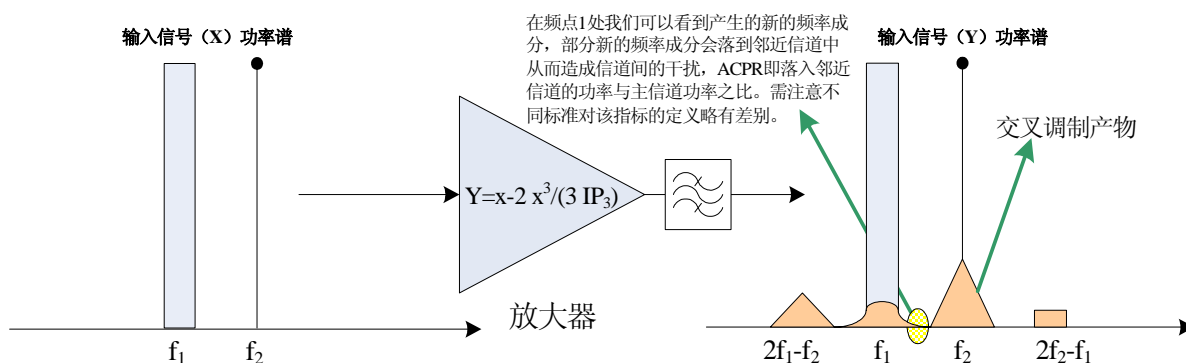 输入信号（X）功率谱
f₁
f₂
在频点1处我们可以看到产生的新的频率成
分，部分新的频率成分会落到邻近信道中
从而造成信道间的干扰，ACPR即落入邻近
信道的功率与主信道功率之比。需注意不
同标准对该指标的定义略有差别。
Y=x-2 x³/(3 IP₃)
放大器
输入信号（Y）功率谱
交叉调制产物
2f₁-f₂
f₁
f₂
2f₂-f₁